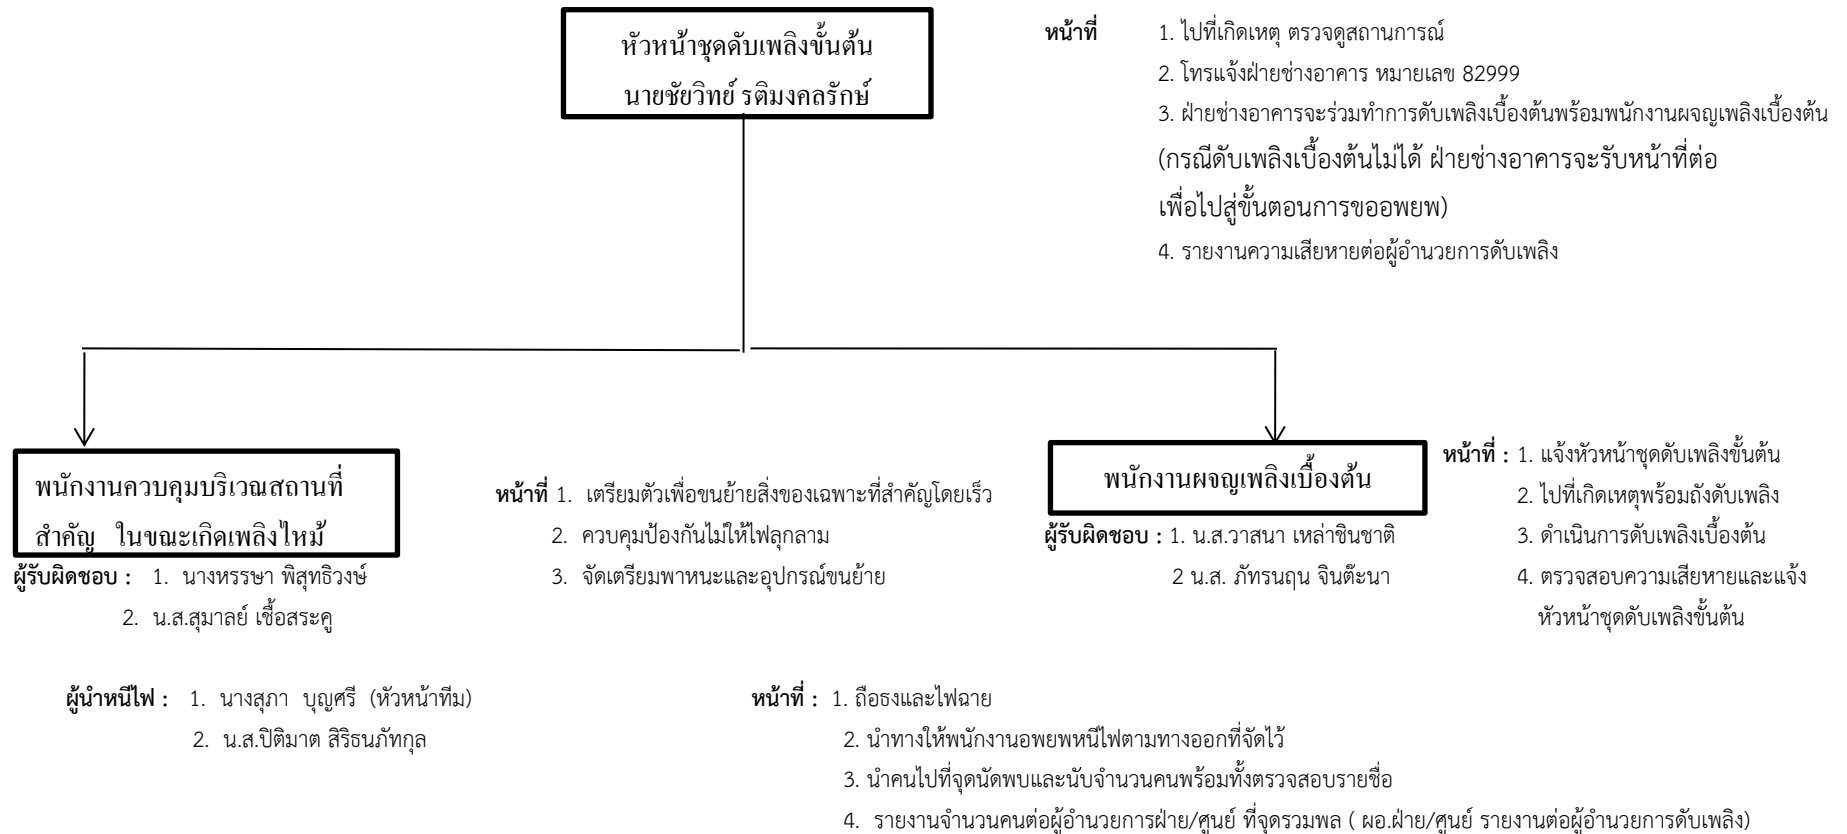 หัวหน้าชุดดับเพลิงขั้นต้น
นายชัยวิทย์ รติมงคลรักษ์
หน้าที่ 1. ไปที่เกิดเหตุ ตรวจดูสถานการณ์
2. โทรแจ้งฝ่ายช่างอาคาร หมายเลข 82999
3. ฝ่ายช่างอาคารจะร่วมทำการดับเพลิงเบื้องต้นพร้อมพนักงานผจญเพลิงเบื้องต้น
(กรณีดับเพลิงเบื้องต้นไม่ได้ ฝ่ายช่างอาคารจะรับหน้าที่ต่อ
เพื่อไปสู่ขั้นตอนการขออพยพ)
4. รายงานความเสียหายต่อผู้อำนวยการดับเพลิง
พนักงานควบคุมบริเวณสถานที่
สำคัญ ในขณะเกิดเพลิงไหม้
ผู้รับผิดชอบ : 1. นางหรรษา พิสุทธิวงษ์
2. น.ส.สุมาลย์ เชื้อสระคู
หน้าที่ 1. เตรียมตัวเพื่อขนย้ายสิ่งของเฉพาะที่สำคัญโดยเร็ว
2. ควบคุมป้องกันไม่ให้ไฟลุกลาม
3. จัดเตรียมพาหนะและอุปกรณ์ขนย้าย
พนักงานผจญเพลิงเบื้องต้น
ผู้รับผิดชอบ : 1. น.ส.วาสนา เหล่าชินชาติ
2 น.ส. ภัทรนฤน จินต๊ะนา
หน้าที่ : 1. แจ้งหัวหน้าชุดดับเพลิงขั้นต้น
2. ไปที่เกิดเหตุพร้อมถังดับเพลิง
3. ดำเนินการดับเพลิงเบื้องต้น
4. ตรวจสอบความเสียหายและแจ้ง
หัวหน้าชุดดับเพลิงขั้นต้น
ผู้นำหนีไฟ : 1. นางสุภา บุญศรี (หัวหน้าทีม)
2. น.ส.ปิติมาต สิริธนภัทกุล
หน้าที่ : 1. ถือธงและไฟฉาย
2. นำทางให้พนักงานอพยพหนีไฟตามทางออกที่จัดไว้
3. นำคนไปที่จุดนัดพบและนับจำนวนคนพร้อมทั้งตรวจสอบรายชื่อ
4. รายงานจำนวนคนต่อผู้อำนวยการฝ่าย/ศูนย์ ที่จุดรวมพล ( ผอ.ฝ่าย/ศูนย์ รายงานต่อผู้อำนวยการดับเพลิง)